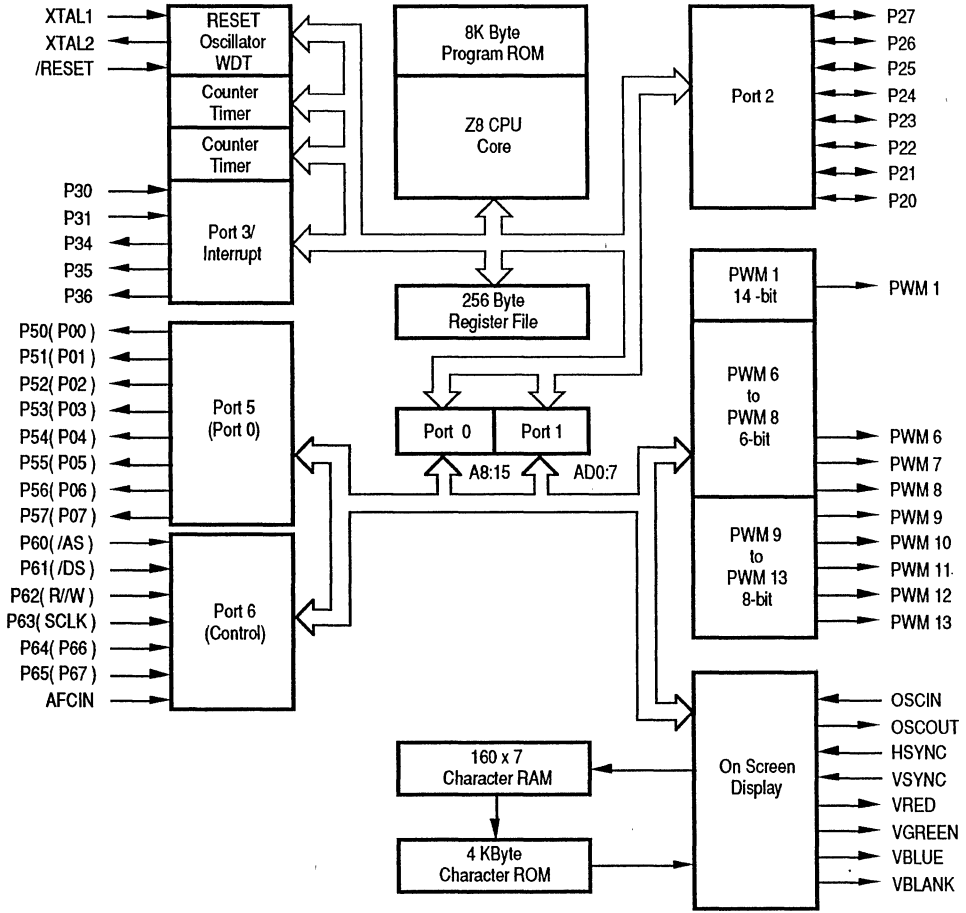 XTAL1
XTAL2
/RESET
RESET
Oscillator
WDT
Counter
Timer
Counter
Timer
P30
P31
P34
P35
P36
Port 3/
Interrupt
8K Byte
Program ROM
Z8 CPU
Core
256 Byte
Register File
Port 2
P27
P26
P25
P24
P23
P22
P21
P20
P50( P00 )
P51( P01 )
P52( P02 )
P53( P03 )
P54( P04 )
P55( P05 )
P56( P06 )
P57( P07 )
Port 5
(Port 0)
P60( /AS )
P61( /DS )
P62( R//W )
P63( SCLK )
P64( P66 )
P65( P67 )
AFCIN
Port 6
(Control)
Port 0
Port 1
A8:15
AD0:7
PWM 1
14 -bit
PWM 1
PWM 6
to
PWM 8
6-bit
PWM 6
PWM 7
PWM 8
PWM 9
to
PWM 13
8-bit
PWM 9
PWM 10
PWM 11
PWM 12
PWM 13
160 x 7
Character RAM
4 KByte
Character ROM
On Screen
Display
OSCIN
OSCOUT
HSYNC
VSYNC
VRED
VGREEN
VBLUE
VBLANK